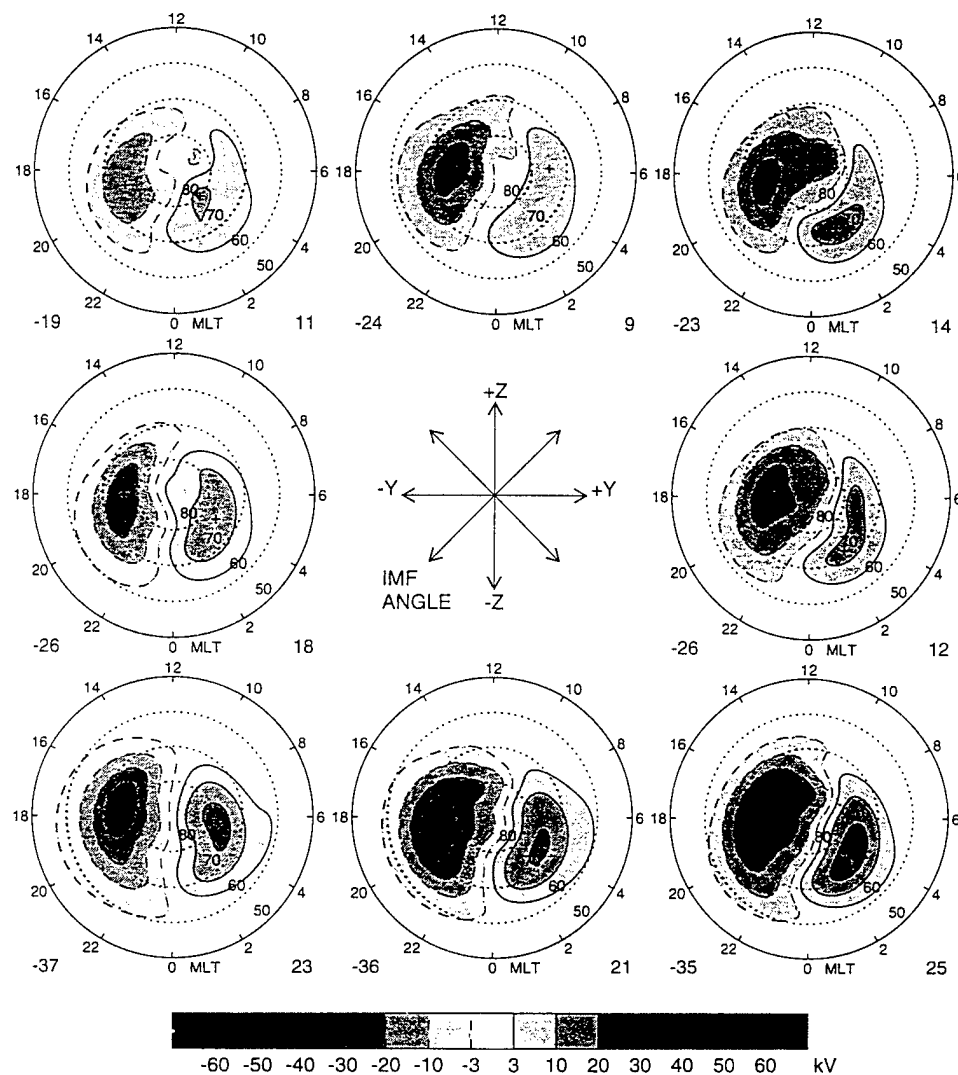 12 12 12
14 10 14 10 14 10
16 8 16 8 16 8
18 80 6 18 80 6 18 80
70 70 70
20 60 4 20 60 4 20 60 4
50 50 50
22 2 22 2 22 2
-19 0 MLT 11 -24 0 MLT 9 -23 0 MLT 14
12 +Z 12
14 10 14 10
16 8 16 8
18 80 6 -Y +Y 18 80 6
70 70
20 60 4 20 60 4
50 IMF 50
22 2 ANGLE -Z 22 2
-26 0 MLT 18 -26 0 MLT 12
12 12 12
14 10 14 10 14 10
16 8 16 8 16 8
18 80 6 18 80 6 18 80 6
70
20 60 4 20 60 4 20 60 4
50 50 50
22 2 22 2 22 2
-37 0 MLT 23 -36 0 MLT 21 -35 0 MLT 25
-60 -50 -40 -30 -20 -10 -3 3 10 20 30 40 50 60 kV